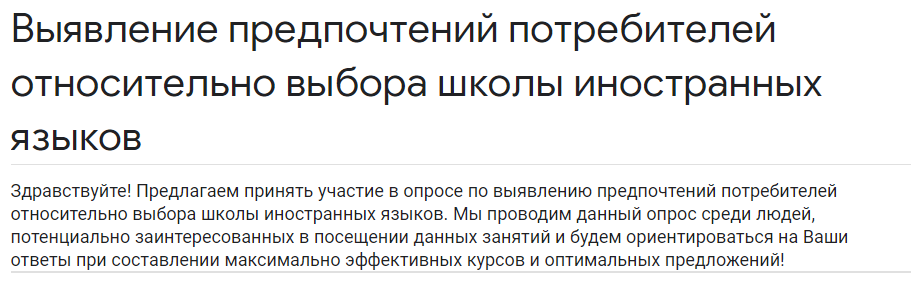 Выявление предпочтений потребителей
относительно выбора школы иностранных
языков
Здравствуйте! Предлагаем принять участие в опросе по выявлению предпочтений потребителей
относительно выбора школы иностранных языков. Мы проводим данный опрос среди людей,
потенциально заинтересованных в посещении данных занятий и будем ориентироваться на Ваши
ответы при составлении максимально эффективных курсов и оптимальных предложений!